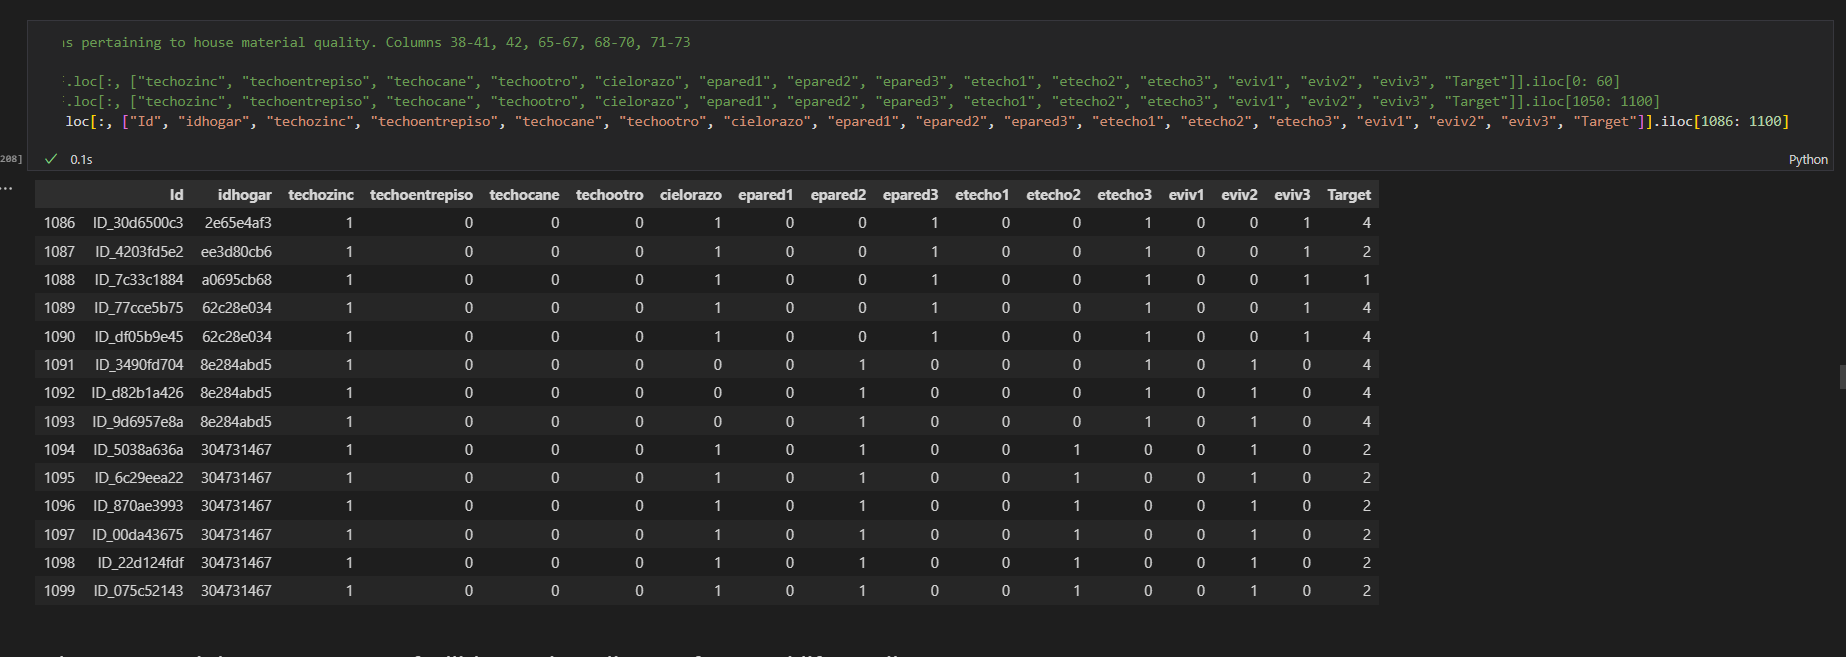 s pertaining to house material quality. Columns 38-41, 42, 65-67, 68-70, 71-73
.loc[:, ["techozinc", "techoentrepiso", "techocane", "techootro", "cielorazo", "epared1", "epared2", "epared3", "etecho1", "etecho2", "etecho3", "eviv1", "eviv2", "eviv3", "Target"]].iloc[0: 60]
.loc[:, ["techozinc", "techoentrepiso", "techocane", "techootro", "cielorazo", "epared1", "epared2", "epared3", "etecho1", "etecho2", "etecho3", "eviv1", "eviv2", "eviv3", "Target"]].iloc[1050: 1100]
loc[:, ["Id", "idhogar", "techozinc", "techoentrepiso", "techocane", "techootro", "cielorazo", "epared1", "epared2", "epared3", "etecho1", "etecho2", "etecho3", "eviv1", "eviv2", "eviv3", "Target"]].iloc[1086: 1100]
208] ✓ 0.1s Python
... Id idhogar techozinc techoentrepiso techocane techootro cielorazo epared1 epared2 epared3 etecho1 etecho2 etecho3 eviv1 eviv2 eviv3 Target
1086 ID_30d6500c3 2e65e4af3 1 0 0 0 1 0 0 1 0 0 1 0 0 1 4
1087 ID_4203fd5e2 ee3d80cb6 1 0 0 0 1 0 0 1 0 0 1 0 0 1 2
1088 ID_7c33c1884 a0695cb68 1 0 0 0 1 0 0 1 0 0 1 0 0 1 1
1089 ID_77cce5b75 62c28e034 1 0 0 0 1 0 0 1 0 0 1 0 0 1 4
1090 ID_df05b9e45 62c28e034 1 0 0 0 1 0 0 1 0 0 1 0 0 1 4
1091 ID_3490fd704 8e284abd5 1 0 0 0 0 0 1 0 0 0 1 0 1 0 4
1092 ID_d82b1a426 8e284abd5 1 0 0 0 0 0 1 0 0 0 1 0 1 0 4
1093 ID_9d6957e8a 8e284abd5 1 0 0 0 0 0 1 0 0 0 1 0 1 0 4
1094 ID_5038a636a 304731467 1 0 0 0 1 0 1 0 0 1 0 0 1 0 2
1095 ID_6c29eea22 304731467 1 0 0 0 1 0 1 0 0 1 0 0 1 0 2
1096 ID_870ae3993 304731467 1 0 0 0 1 0 1 0 0 1 0 0 1 0 2
1097 ID_00da43675 304731467 1 0 0 0 1 0 1 0 0 1 0 0 1 0 2
1098 ID_22d124fdf 304731467 1 0 0 0 1 0 1 0 0 1 0 0 1 0 2
1099 ID_075c52143 304731467 1 0 0 0 1 0 1 0 0 1 0 0 1 0 2